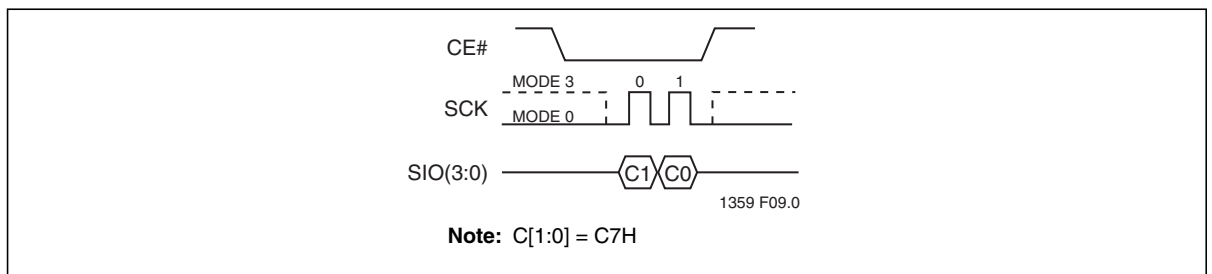 CE#
MODE 3 0 1
SCK
MODE 0
SIO(3:0) C1 C0
1359 F09.0
Note: C[1:0] = C7H